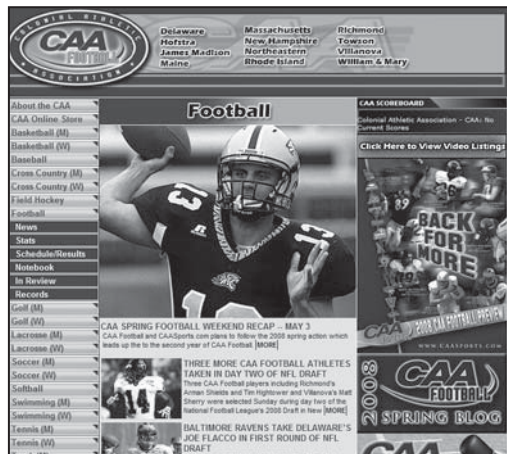 COLONIAL ATHLETIC
CAA
FOOTBALL
ASSOCIATION
Delaware
Hofstra
James Madison
Maine
Massachusetts
New Hampshire
Northeastern
Rhode Island
Richmond
Towson
Villanova
William & Mary
About the CAA
CAA Online Store
Basketball (M)
Basketball (W)
Baseball
Cross Country (M)
Cross Country (W)
Field Hockey
Football
News
Stats
Schedule/Results
Notebook
In Review
Records
Golf (M)
Golf (W)
Lacrosse (M)
Lacrosse (W)
Soccer (M)
Soccer (W)
Softball
Swimming (M)
Swimming (W)
Tennis (M)
Tennis (W)
Football
13
13
CAA SPRING FOOTBALL WEEKEND RECAP – MAY 3
CAA Football and CAASports.com plans to follow the 2008 spring action which
leads up the to the second year of CAA Football. [MORE]
THREE MORE CAA FOOTBALL ATHLETES
TAKEN IN DAY TWO OF NFL
DRAFT
Three CAA Football players including Richmond's
Arman Shields and Tim Hightower and Villanova's Matt
Sherry were selected Sunday during day two of the
National Football League's 2008 Draft in New [MORE]
BALTIMORE RAVENS TAKE DELAWARE'S
JOE FLACCO IN FIRST ROUND OF NFL
DRAFT
CAA SCOREBOARD
Colonial Athletic Association - CAA: No
Current Scores
Click Here to View Video Listings
89
BACK
FOR
MORE
CAA
2008 CAA FOOTBALL PREVIEW
WWW.CAASPORTS.COM
2008
CAA
FOOTBALL
SPRING BLOG
CAA